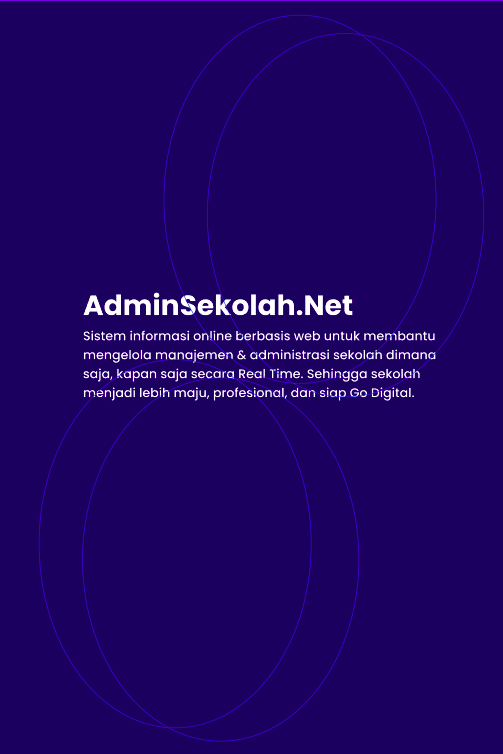 AdminSekolah.Net
Sistem informasi online berbasis web untuk membantu
mengelola manajemen & administrasi sekolah dimana
saja, kapan saja secara Real Time. Sehingga sekolah
menjadi lebih maju, profesional, dan siap Go Digital.